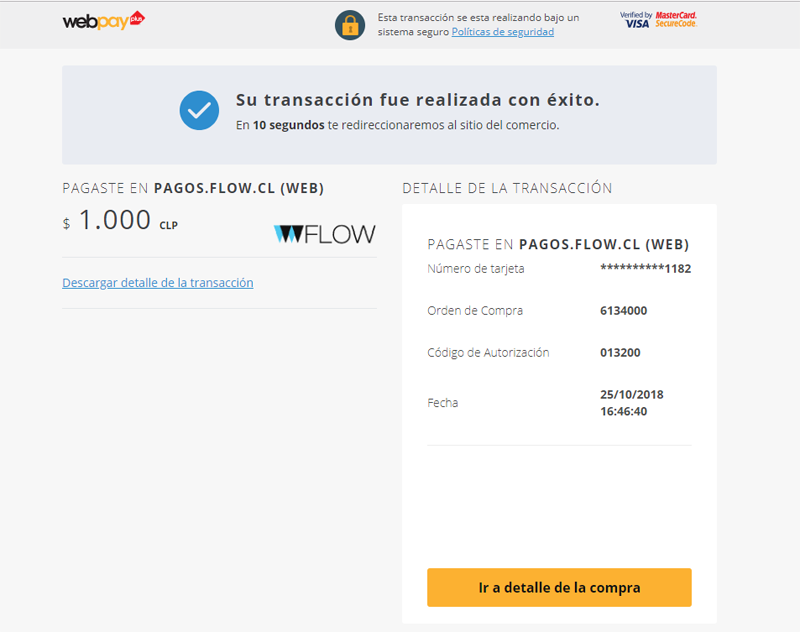 webpay plus
Esta transacción se esta realizando bajo un
sistema seguro Políticas de seguridad
Verified by VISA
MasterCard. SecureCode.
Su transacción fue realizada con éxito.
En 10 segundos te redireccionaremos al sitio del comercio.
PAGASTE EN PAGOS.FLOW.CL (WEB)
$ 1.000 CLP
FLOW
Descargar detalle de la transacción
DETALLE DE LA TRANSACCIÓN
PAGASTE EN PAGOS.FLOW.CL (WEB)
Número de tarjeta **********1182
Orden de Compra 6134000
Código de Autorización 013200
Fecha 25/10/2018
16:46:40
Ir a detalle de la compra